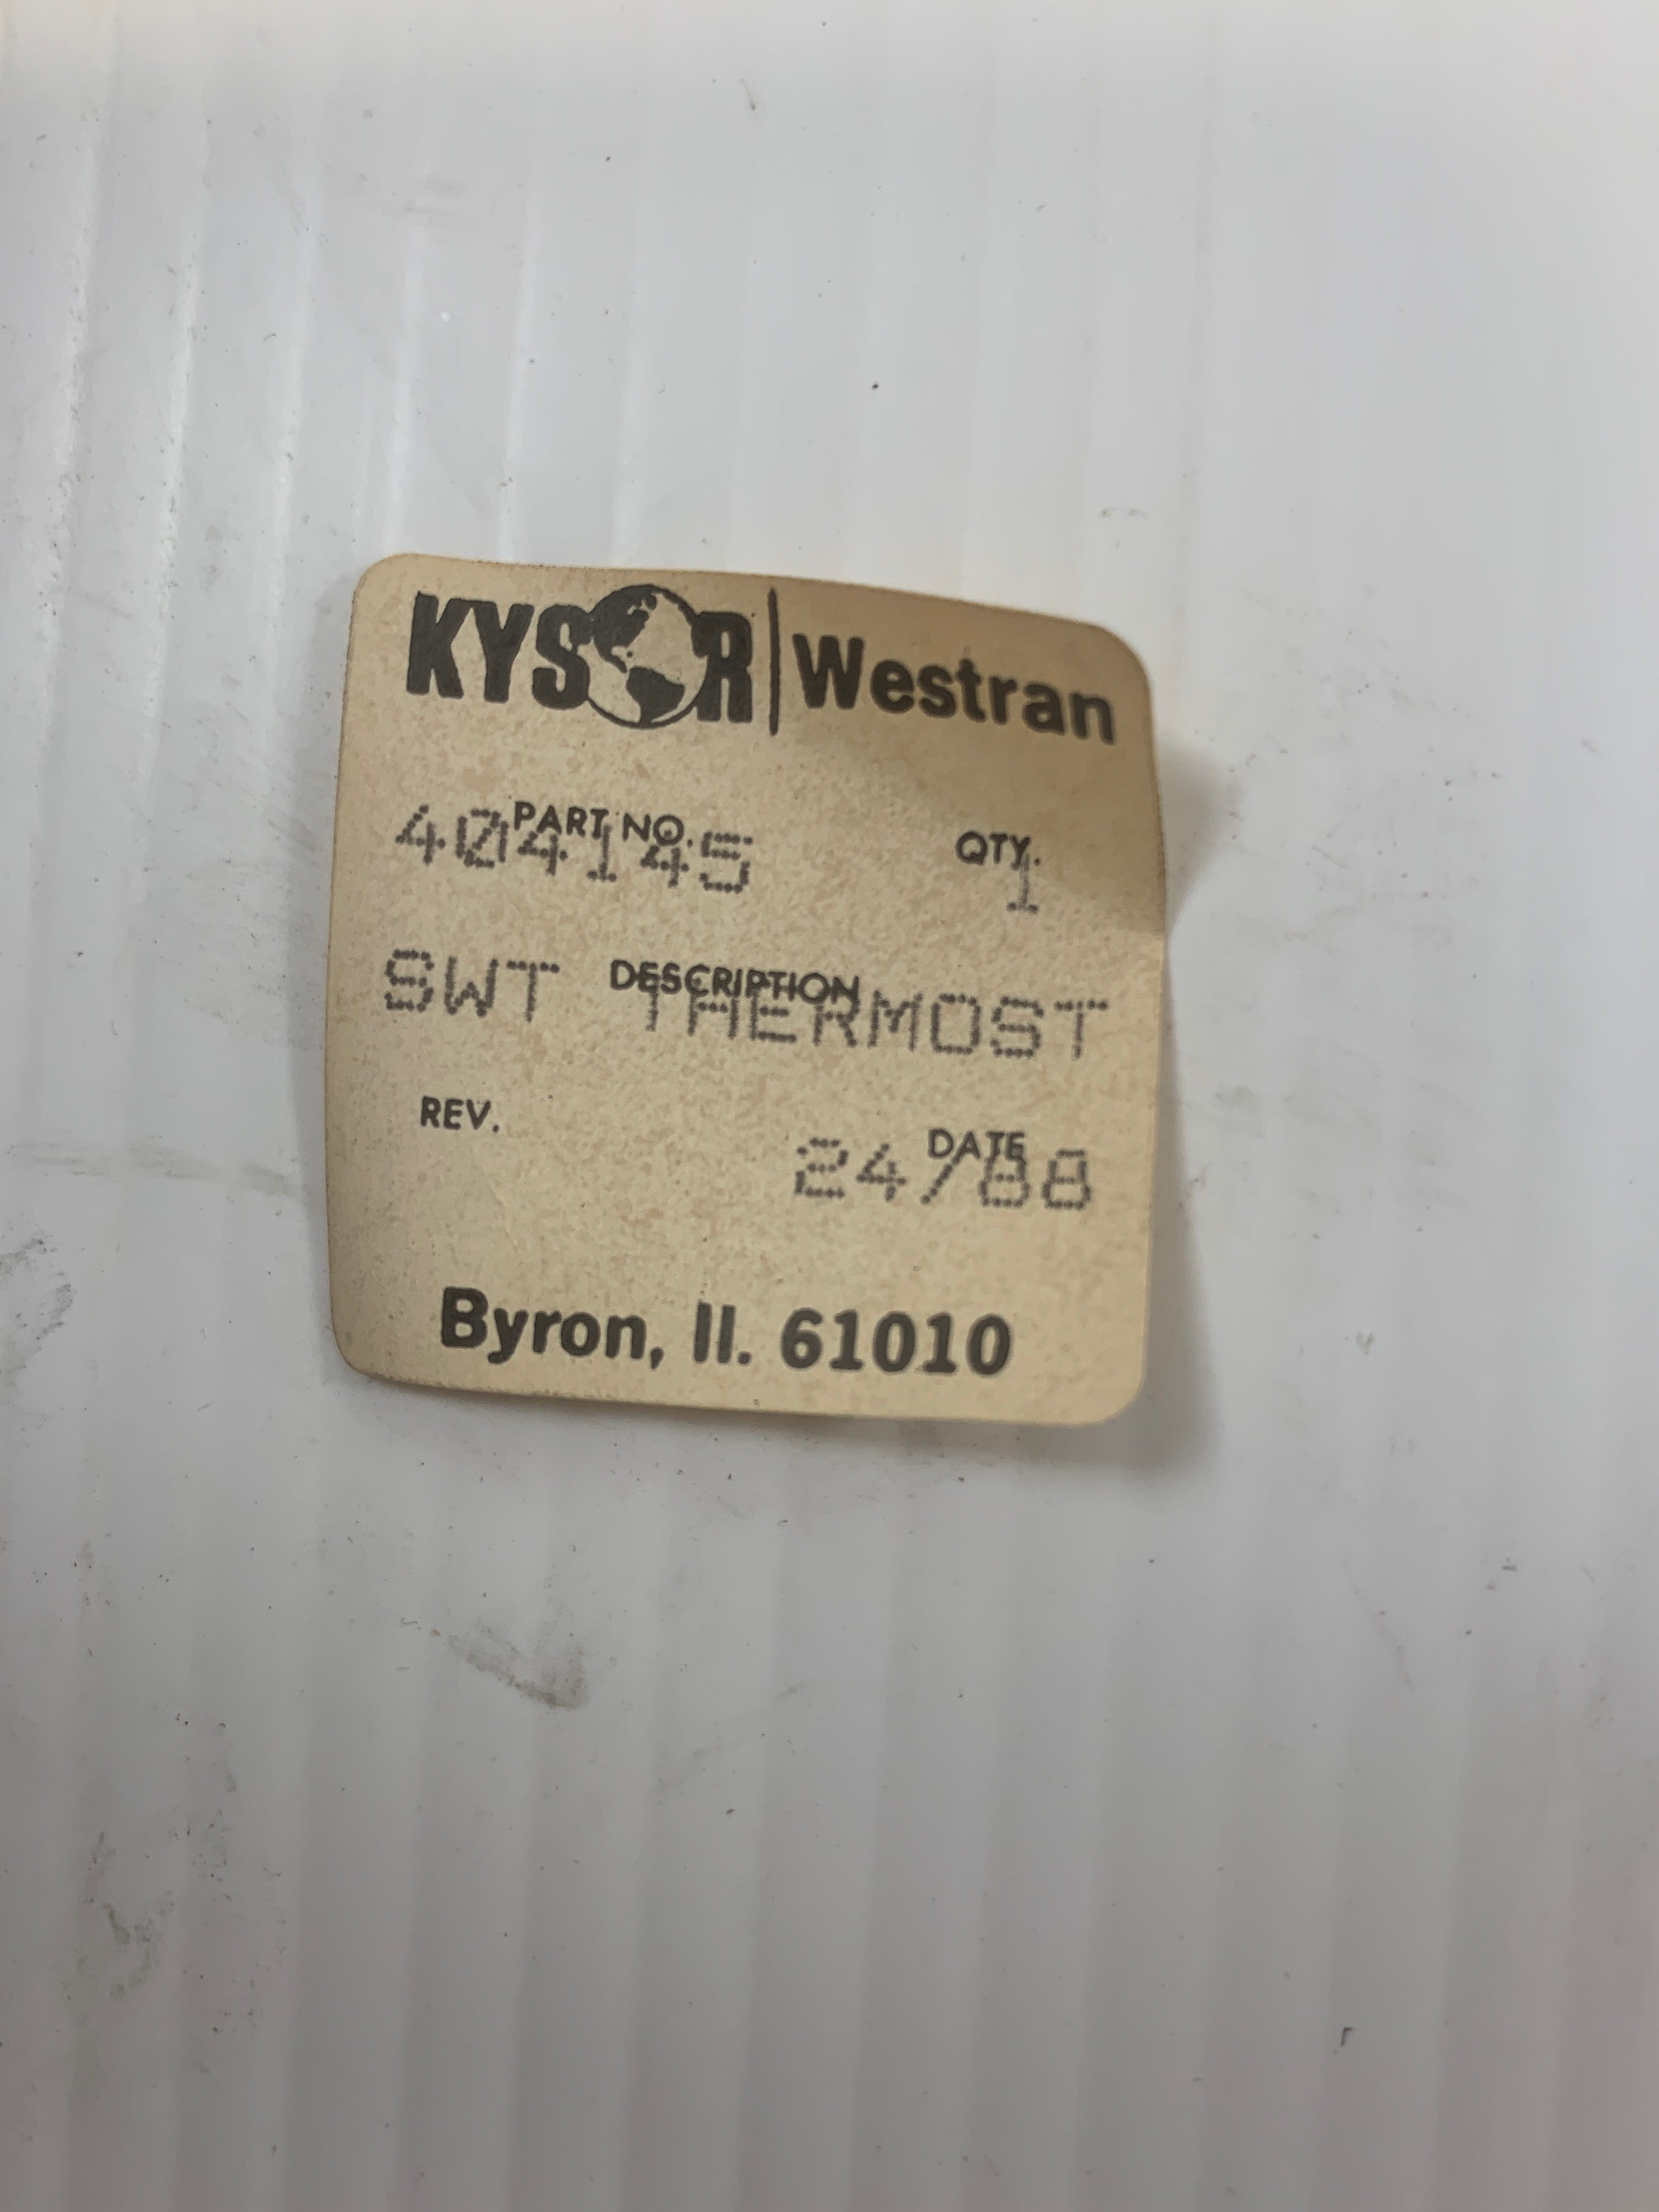 KYSOR | Westran
PART NO. QTY.
404145 1
DESCRIPTION
SWT THERMOST
REV. DATE
24/88
Byron, Il. 61010